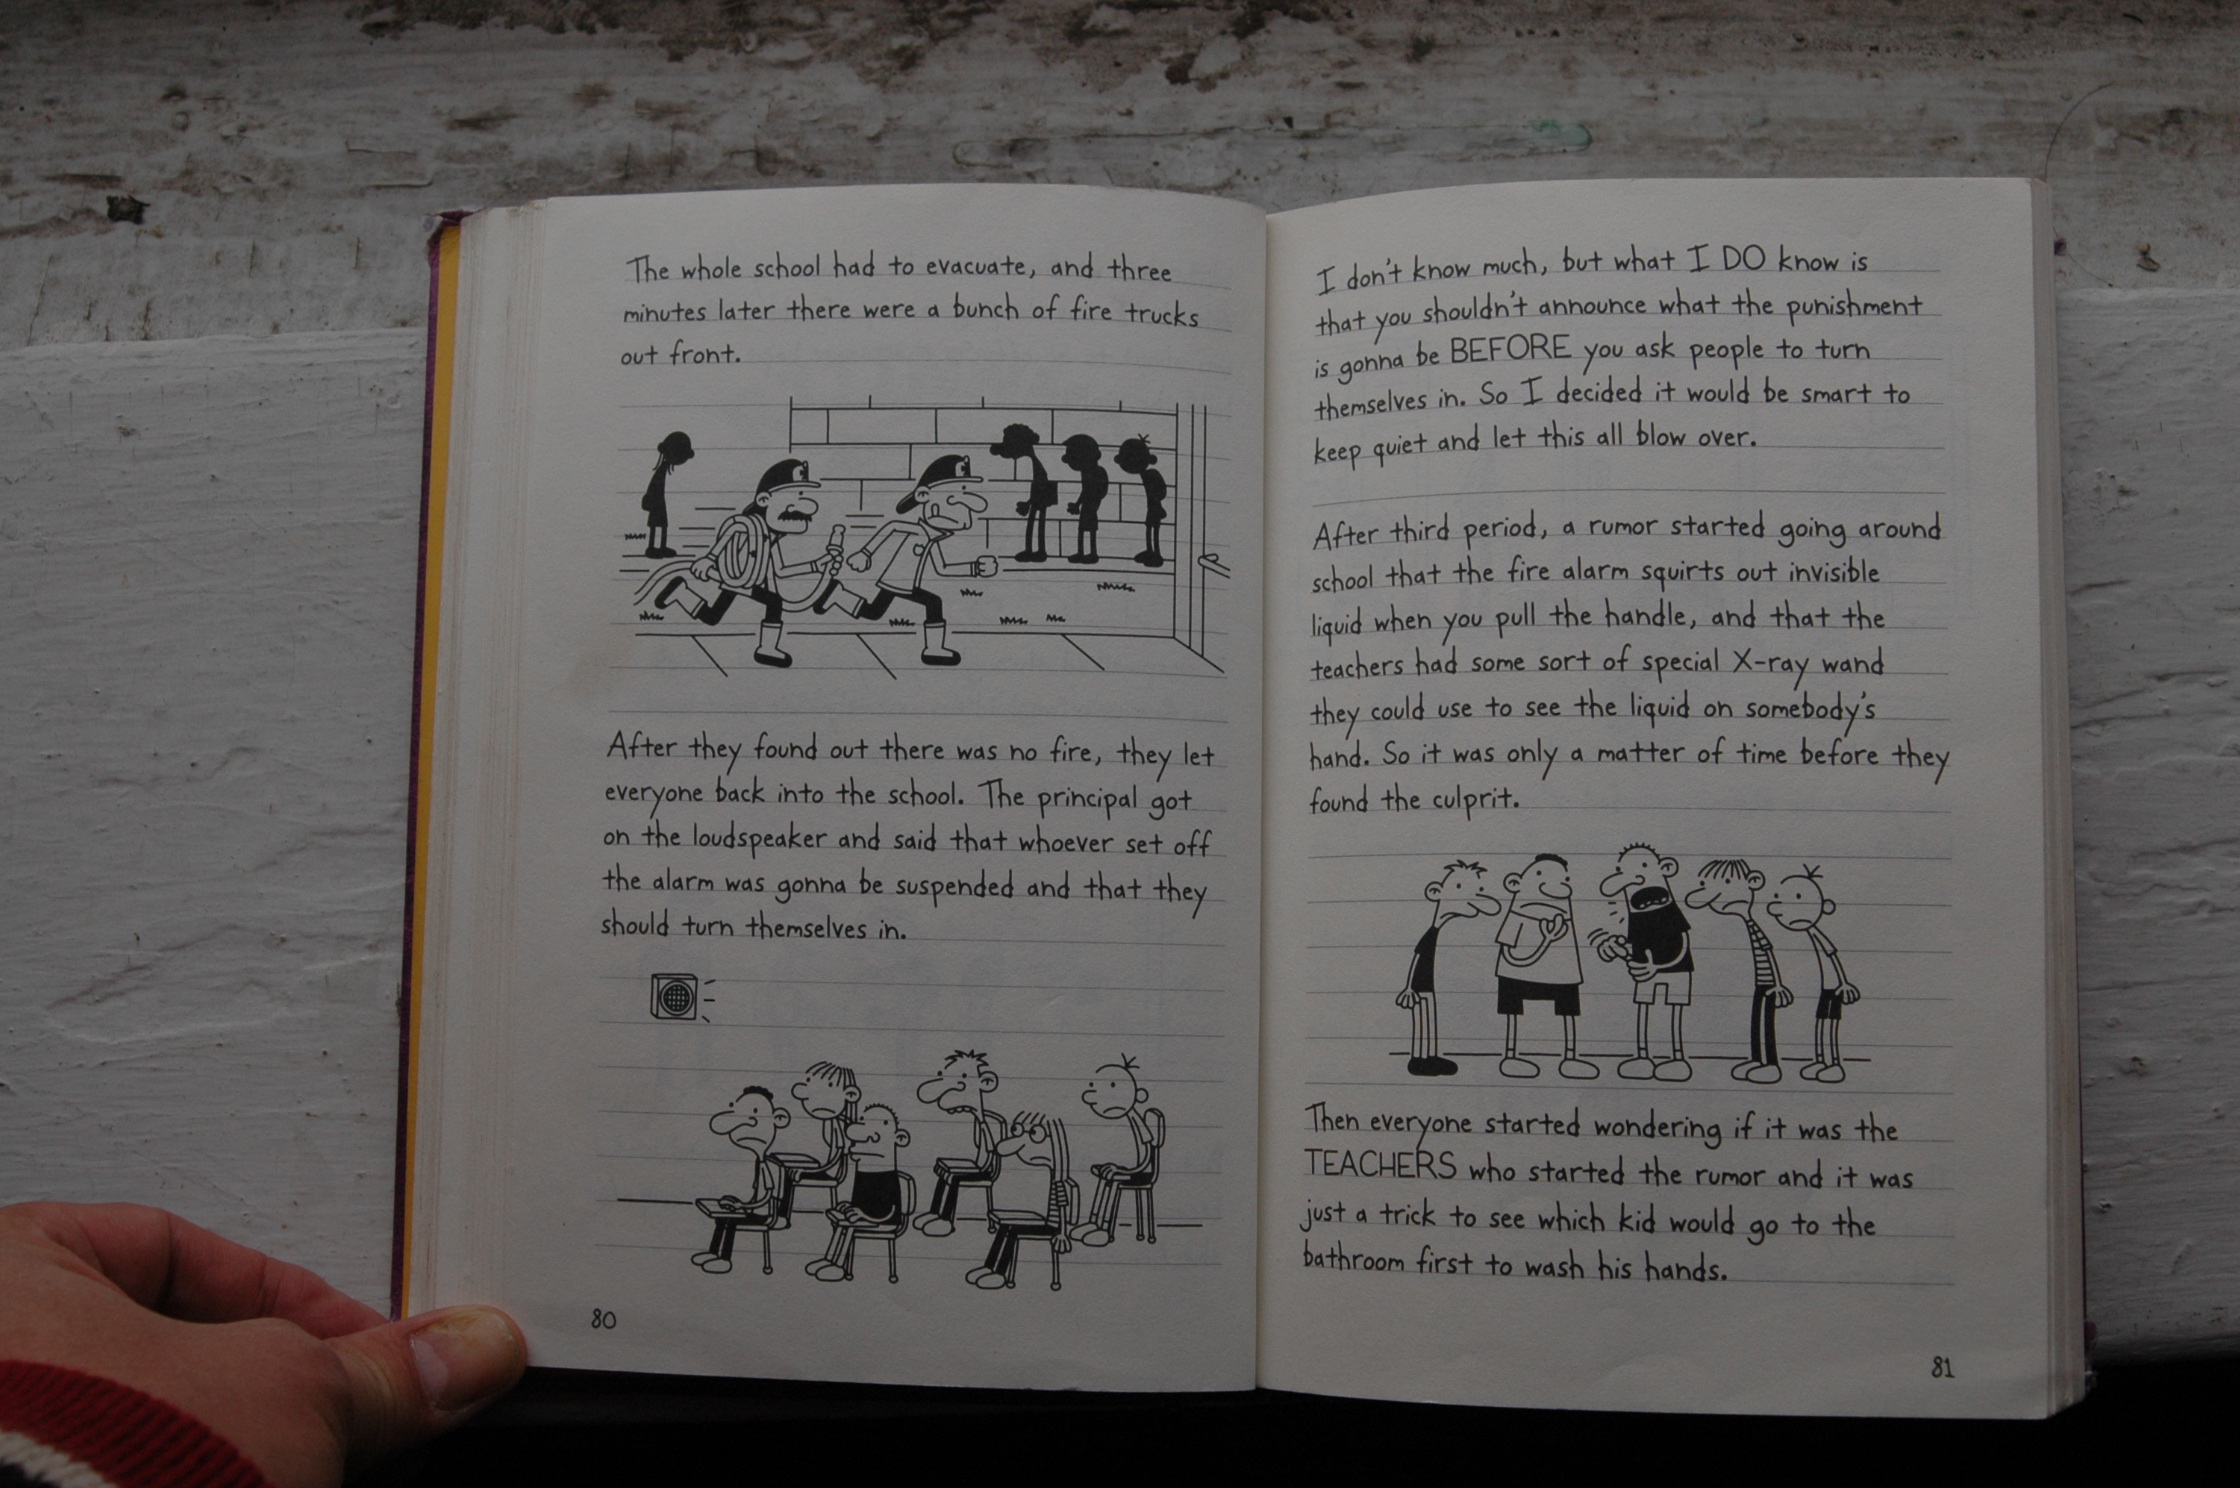 The whole school had to evacuate, and three
minutes later there were a bunch of fire trucks
out front.
After they found out there was no fire, they let
everyone back into the school. The principal got
on the loudspeaker and said that whoever set off
the alarm was gonna be suspended and that they
should turn themselves in.
80
I don't know much, but what I DO know is
that you shouldn't announce what the punishment
is gonna be BEFORE you ask people to turn
themselves in. So I decided it would be smart to
keep quiet and let this all blow over.
After third period, a rumor started going around
school that the fire alarm squirts out invisible
liquid when you pull the handle, and that the
teachers had some sort of special X-ray wand
they could use to see the liquid on somebody's
hand. So it was only a matter of time before they
found the culprit.
Then everyone started wondering if it was the
TEACHERS who started the rumor and it was
just a trick to see which kid would go to the
bathroom first to wash his hands.
81